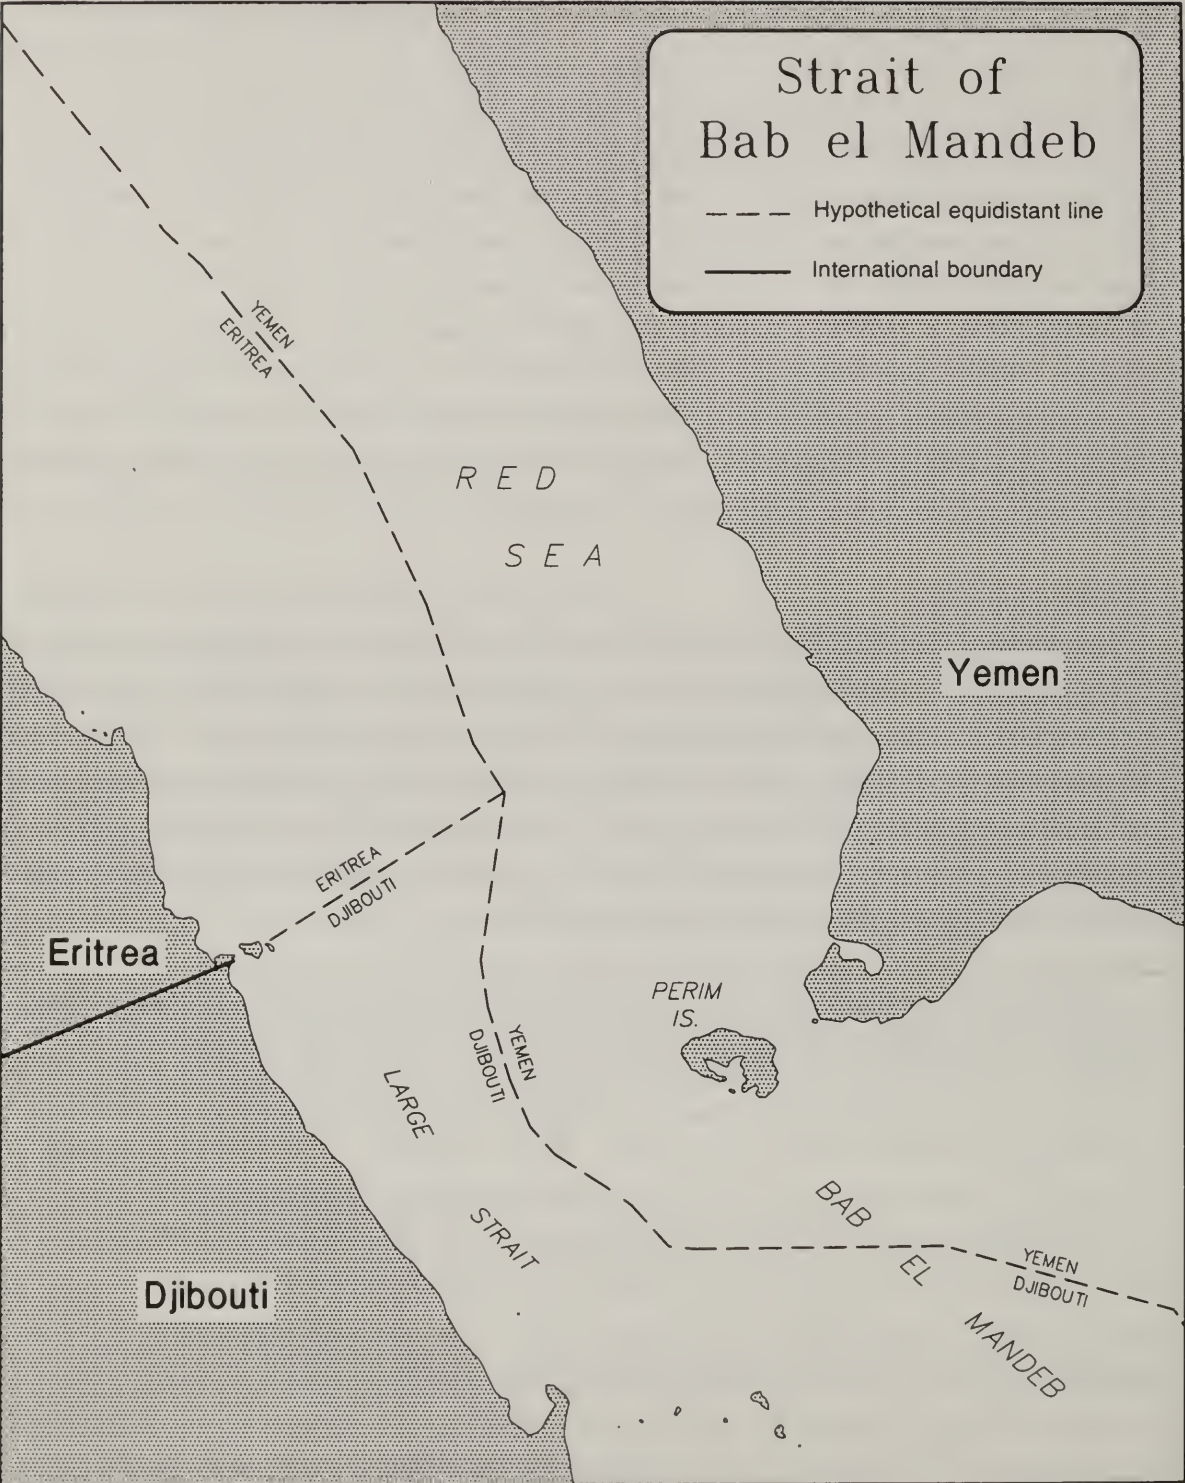 Strait of
Bab el Mandeb
Hypothetical equidistant line
International boundary
YEMEN
ERITREA
RED
SEA
Yemen
ERITREA
DJIBOUTI
Eritrea
PERIM
IS.
YEMEN
DJIBOUTI
LARGE
STRAIT
BAB
EL
MANDEB
YEMEN
DJIBOUTI
Djibouti